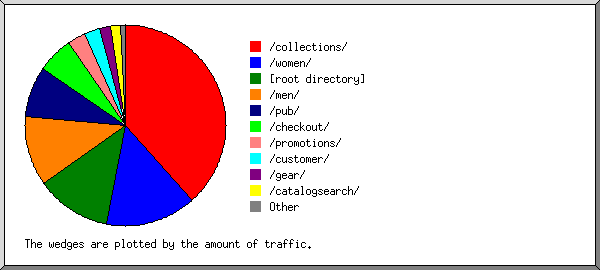 /collections/
/women/
[root directory]
/men/
/pub/
/checkout/
/promotions/
/customer/
/gear/
/catalogsearch/
Other
The wedges are plotted by the amount of traffic.